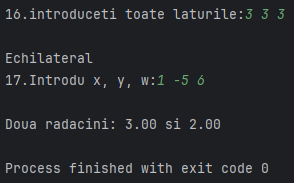 16.introduceti toate laturile:3 3 3
Echilateral
17.Introdu x, y, w:1 -5 6
Doua radacini: 3.00 si 2.00
Process finished with exit code 0